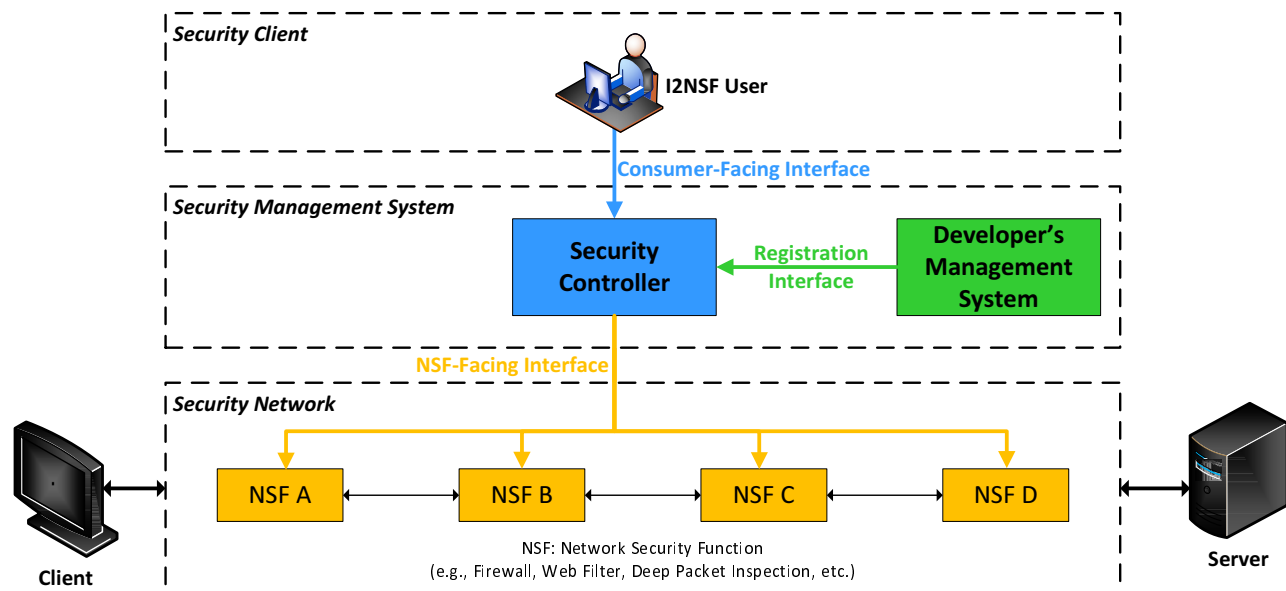 Security Client
I2NSF User
Consumer-Facing Interface
Security Management System
Security
Controller
Registration
Interface
Developer’s
Management
System
NSF-Facing Interface
Security Network
NSF A
NSF B
NSF C
NSF D
Client
Server
NSF: Network Security Function
(e.g., Firewall, Web Filter, Deep Packet Inspection, etc.)